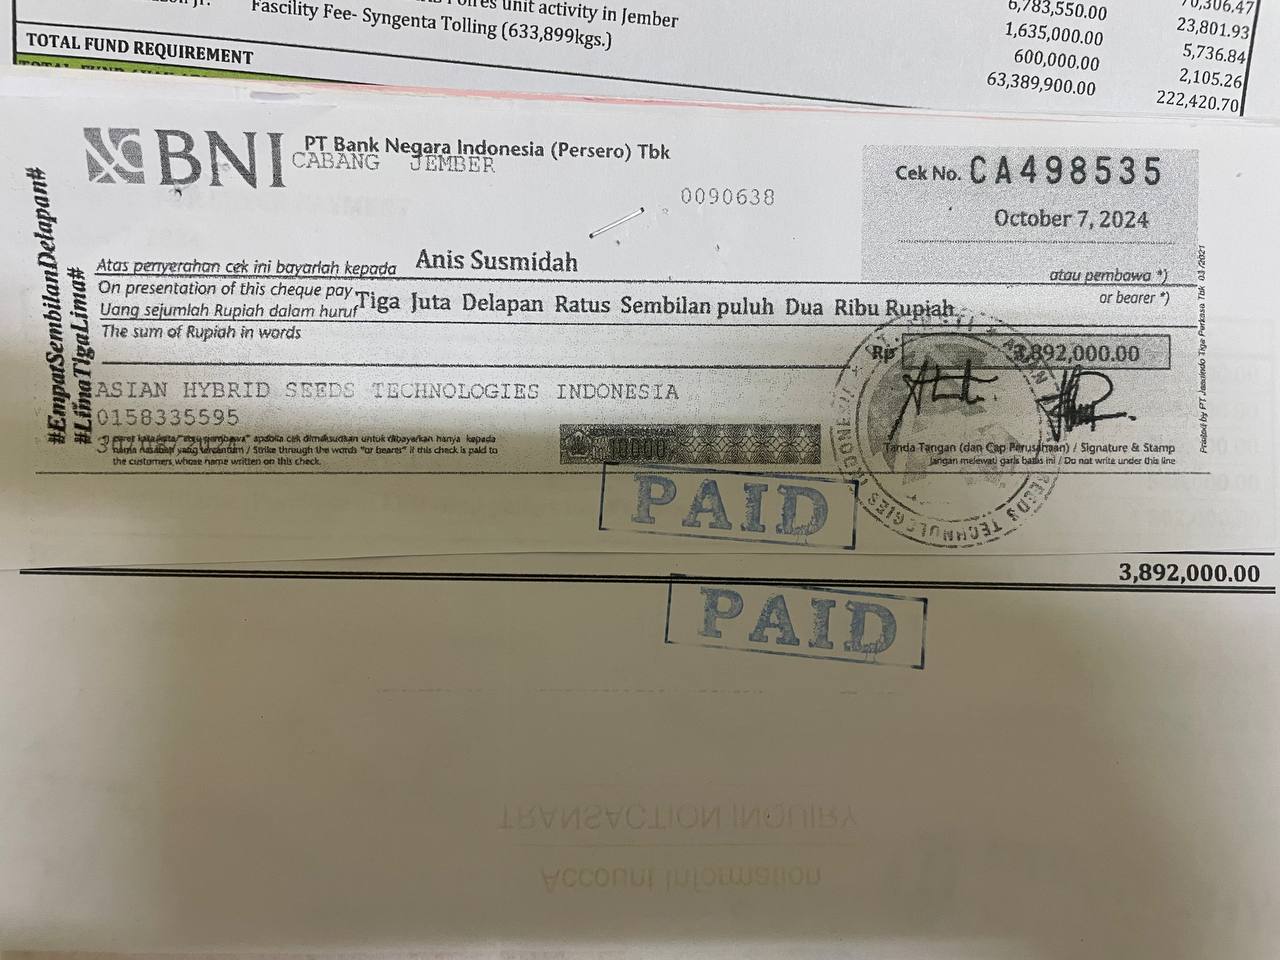 unit activity in Jember 6,783,550.00 70,306.47
Fascility Fee- Syngenta Tolling (633,899kgs.) 1,635,000.00 23,801.93
600,000.00 5,736.84
TOTAL FUND REQUIREMENT 63,389,900.00 2,105.26
222,420.70
BNI PT Bank Negara Indonesia (Persero) Tbk
CABANG JEMBER
0090638
Cek No. CA498535
October 7, 2024
#EmpatSembilanDelapan#
#LimaTigaLima#
Atas penyerahan cek ini bayarlah kepada Anis Susmidah atau pembawa *)
On presentation of this cheque pay or bearer *)
Uang sejumlah Rupiah dalam huruf Tiga Juta Delapan Ratus Sembilan puluh Dua Ribu Rupiah
The sum of Rupiah in words
Rp 3,892,000.00
ASIAN HYBRID SEEDS TECHNOLOGIES INDONESIA
0158335595
apabila cek dimaksudkan untuk dibayarkan hanya kepada
nama nasabah yang tercantum / Strike through the words "or bearer" if this check is paid to
the customers whose name written on this check.
10000
Tanda Tangan (dan Cap Perusahaan) / Signature & Stamp
Jangan melewati garis batas ini / Do not write under this line
Printed by PT. Jasuindo Tiga Perkasa Tbk 03/2021
SEEDS TECHNOLOGIES INDONESIA
PAID
3,892,000.00
PAID
TRANSACTION INQUIRY
Account Information